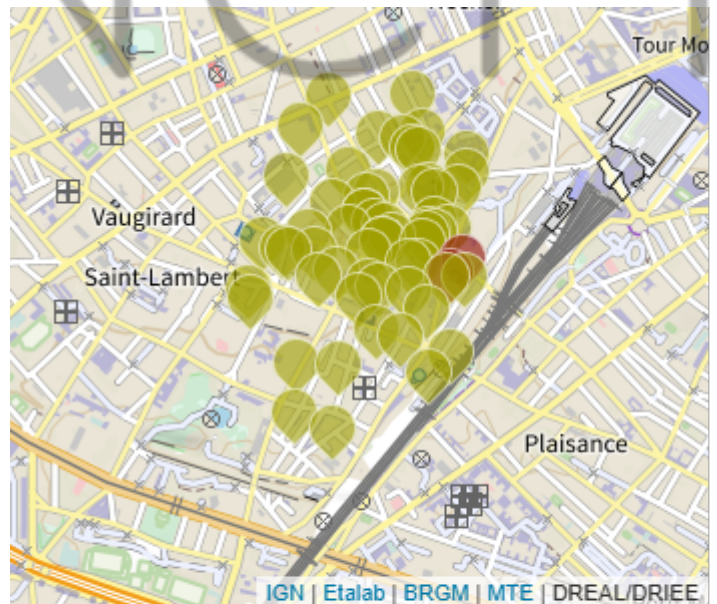 Tour Mo
Vaugirard
Saint-Lambert
Plaisance
IGN | Etalab | BRGM | MTE | DREAL/DRIEE